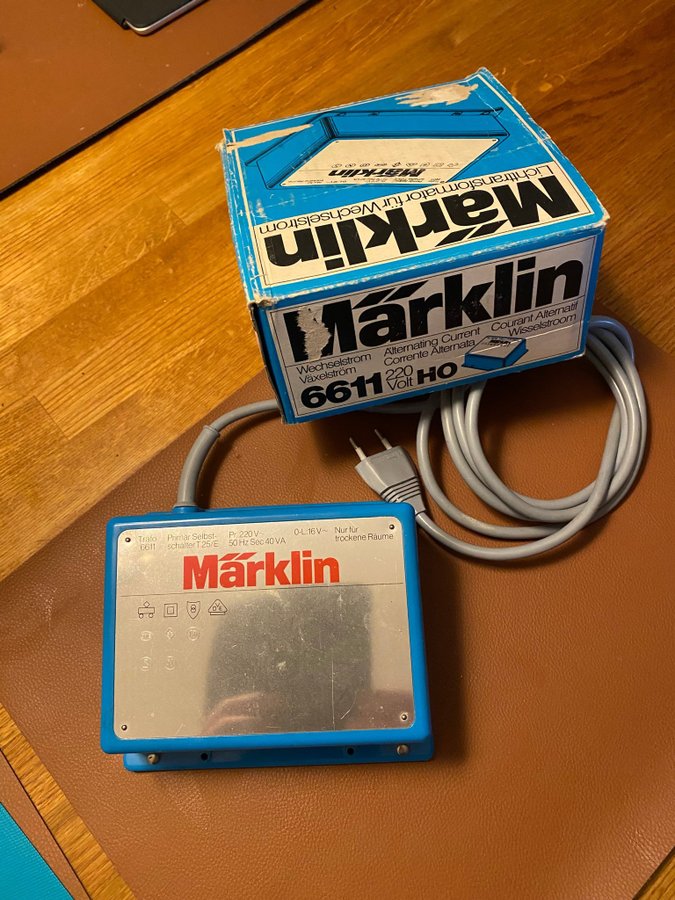 Märklin
Märklin
Lichttransformator für Wechselstrom
Märklin
Wechselstrom Alternating Current Courant Alternatif
Växelström Corrente Alternata Wisselstroom
6611 220 Volt HO
Trafo 6611
Primär Selbst-
schalter T 25/E
Pr. 220 V~
50 Hz Sec 40 VA
0-L.16 V~
Nur für
trockene Räume
Märklin